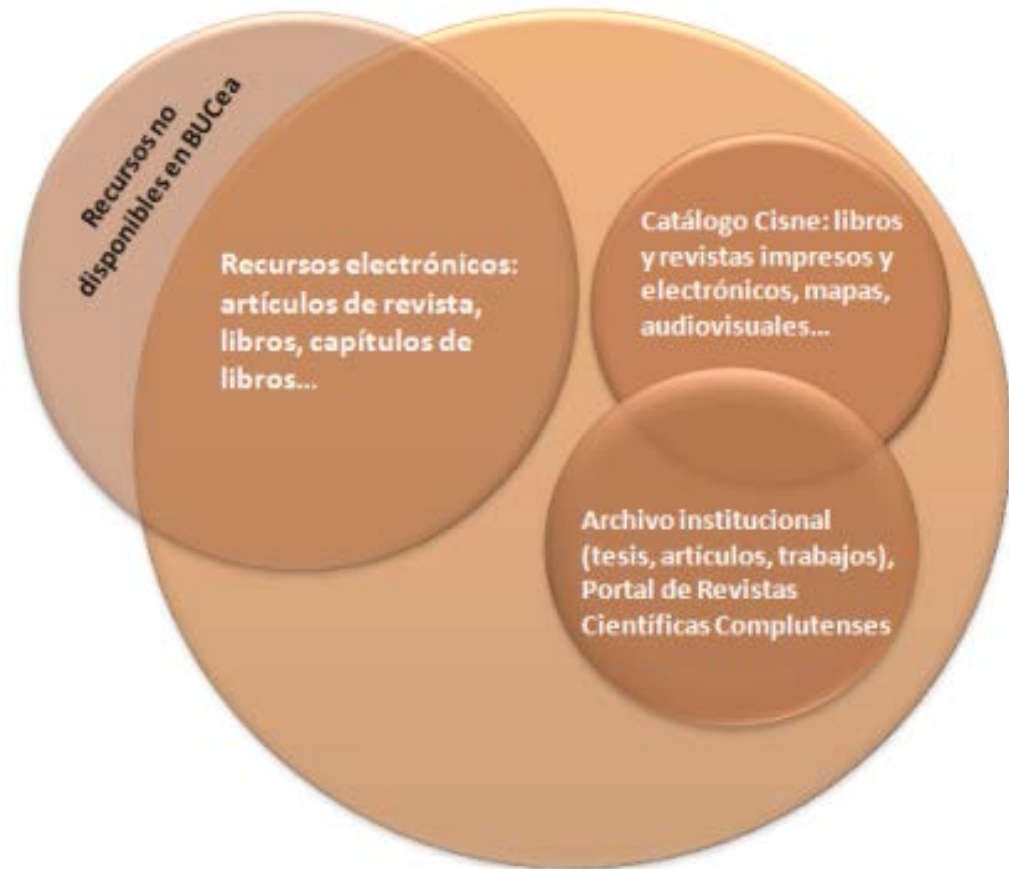 Recursos no
disponibles en BUCea
Recursos electrónicos:
artículos de revista,
libros, capítulos de
libros...
Catálogo Cisne: libros
y revistas impresos y
electrónicos, mapas,
audiovisuales...
Archivo institucional
(tesis, artículos, trabajos),
Portal de Revistas
Científicas Complutenses